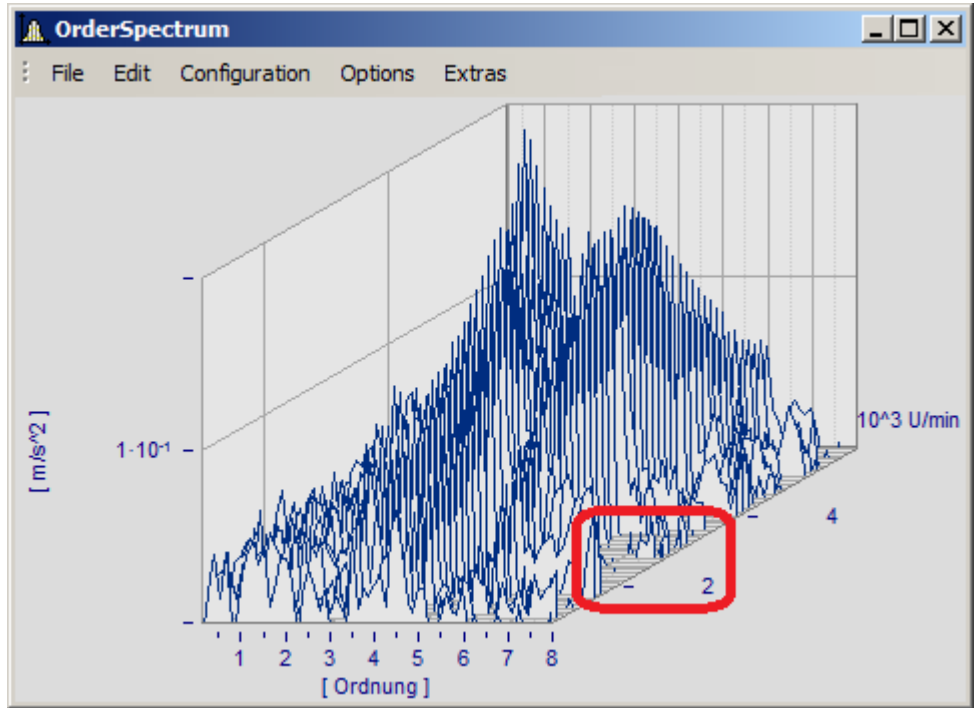 OrderSpectrum
File Edit Configuration Options Extras
[ m/s^2 ]
1·10⁻¹
10^3 U/min
4
2
1 2 3 4 5 6 7 8
[ Ordnung ]